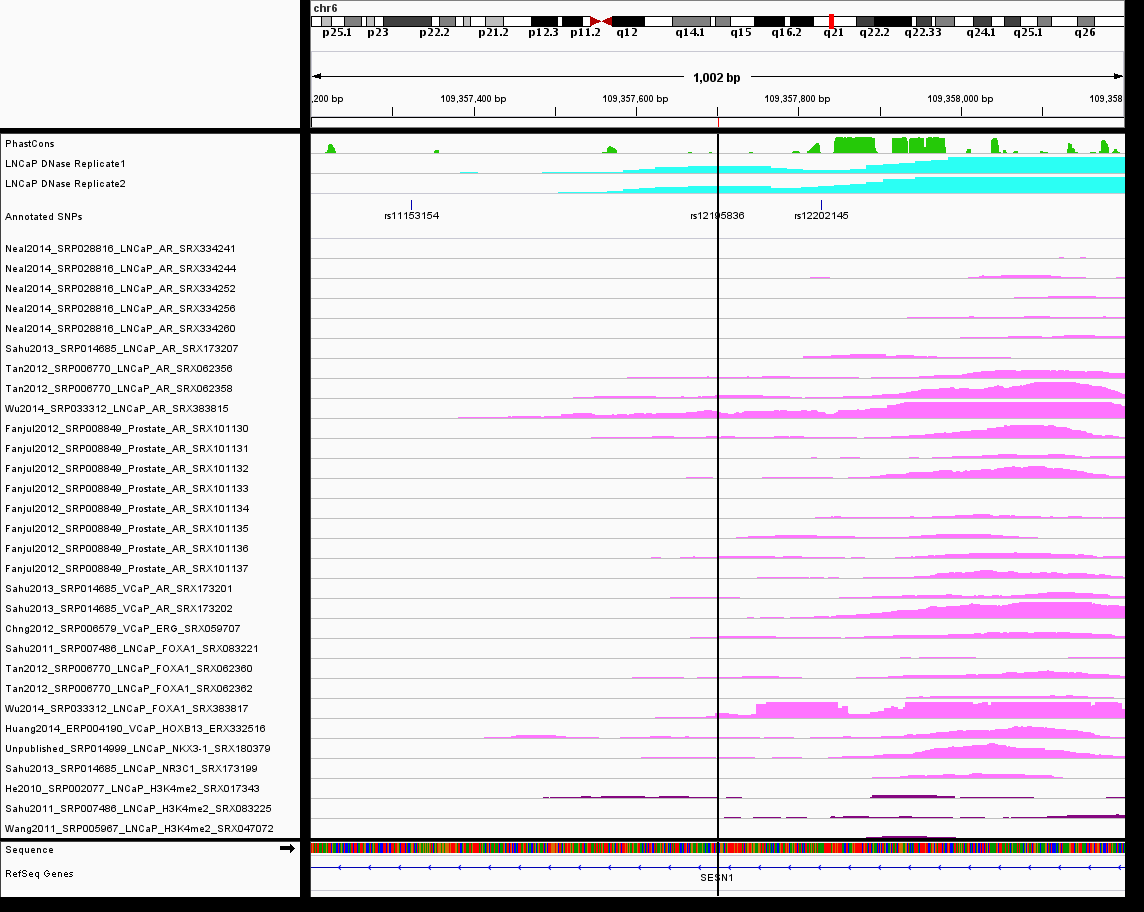 chr6
p25.1 p23 p22.2 p21.2 p12.3 p11.2 q12 q14.1 q15 q16.2 q21 q22.2 q22.33 q24.1 q25.1 q26
1,002 bp
,200 bp 109,357,400 bp 109,357,600 bp 109,357,800 bp 109,358,000 bp 109,358
PhastCons
LNCaP DNase Replicate1
LNCaP DNase Replicate2
Annotated SNPs rs11153154 rs12195836 rs12202145
Neal2014_SRP028816_LNCaP_AR_SRX334241
Neal2014_SRP028816_LNCaP_AR_SRX334244
Neal2014_SRP028816_LNCaP_AR_SRX334252
Neal2014_SRP028816_LNCaP_AR_SRX334256
Neal2014_SRP028816_LNCaP_AR_SRX334260
Sahu2013_SRP014685_LNCaP_AR_SRX173207
Tan2012_SRP006770_LNCaP_AR_SRX062356
Tan2012_SRP006770_LNCaP_AR_SRX062358
Wu2014_SRP033312_LNCaP_AR_SRX383815
Fanjul2012_SRP008849_Prostate_AR_SRX101130
Fanjul2012_SRP008849_Prostate_AR_SRX101131
Fanjul2012_SRP008849_Prostate_AR_SRX101132
Fanjul2012_SRP008849_Prostate_AR_SRX101133
Fanjul2012_SRP008849_Prostate_AR_SRX101134
Fanjul2012_SRP008849_Prostate_AR_SRX101135
Fanjul2012_SRP008849_Prostate_AR_SRX101136
Fanjul2012_SRP008849_Prostate_AR_SRX101137
Sahu2013_SRP014685_VCaP_AR_SRX173201
Sahu2013_SRP014685_VCaP_AR_SRX173202
Chng2012_SRP006579_VCaP_ERG_SRX059707
Sahu2011_SRP007486_LNCaP_FOXA1_SRX083221
Tan2012_SRP006770_LNCaP_FOXA1_SRX062360
Tan2012_SRP006770_LNCaP_FOXA1_SRX062362
Wu2014_SRP033312_LNCaP_FOXA1_SRX383817
Huang2014_ERP004190_VCaP_HOXB13_ERX332516
Unpublished_SRP014999_LNCaP_NKX3-1_SRX180379
Sahu2013_SRP014685_LNCaP_NR3C1_SRX173199
He2010_SRP002077_LNCaP_H3K4me2_SRX017343
Sahu2011_SRP007486_LNCaP_H3K4me2_SRX083225
Wang2011_SRP005967_LNCaP_H3K4me2_SRX047072
Sequence
RefSeq Genes
SESN1